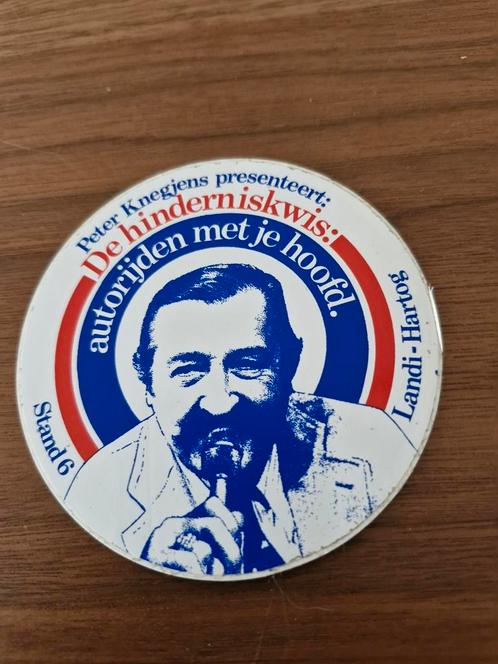 Peter Knegjens presenteert:
De hinderniskwis:
autorijden met je hoofd.
Stand 6
Landi-Hartog